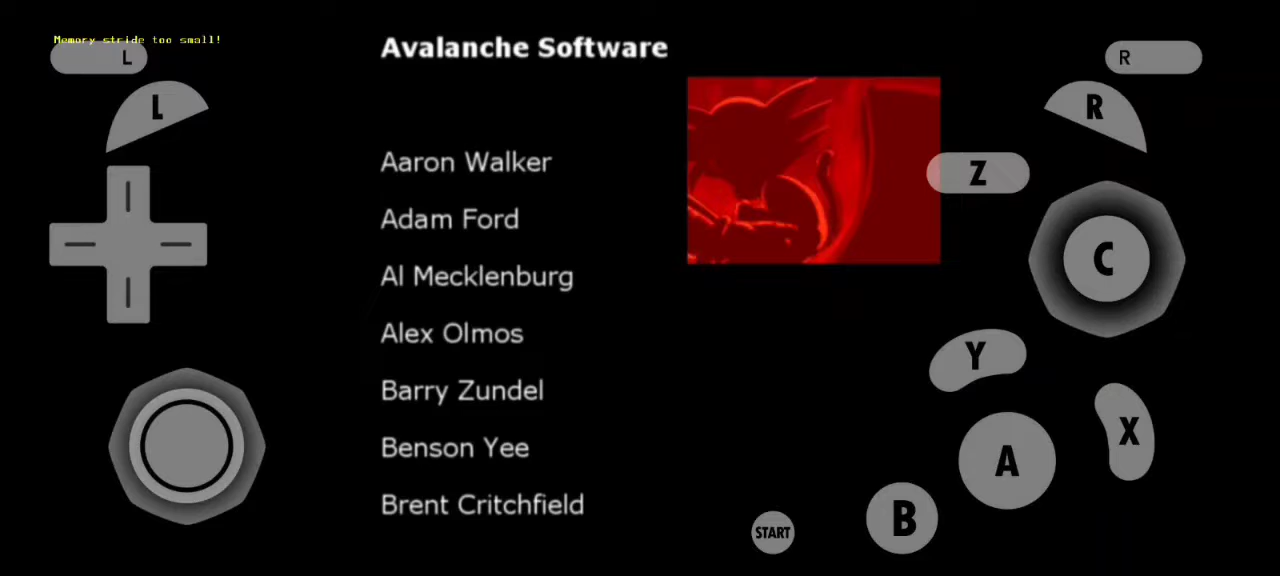 Memory stride too small!
L
R
Avalanche Software
L
R
Aaron Walker
Z
Adam Ford
C
Al Mecklenburg
Alex Olmos
Y
Barry Zundel
X
Benson Yee
A
Brent Critchfield
B
START